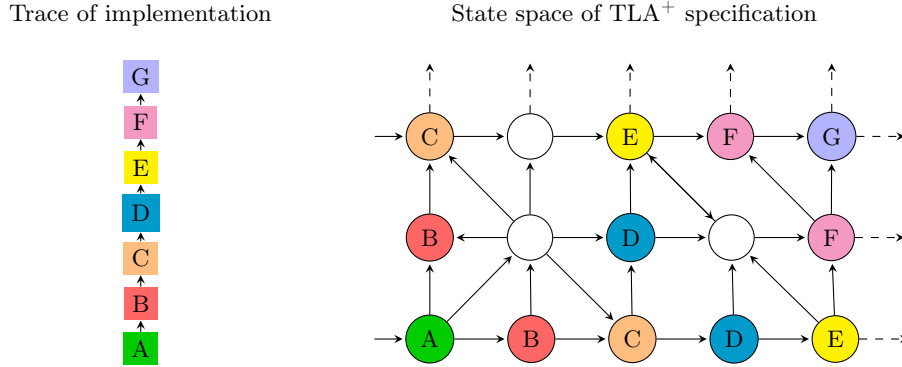 Trace of implementation
State space of TLA+ specification
G
F
E
D
C
B
A
C E F G
B D F
A B C D E